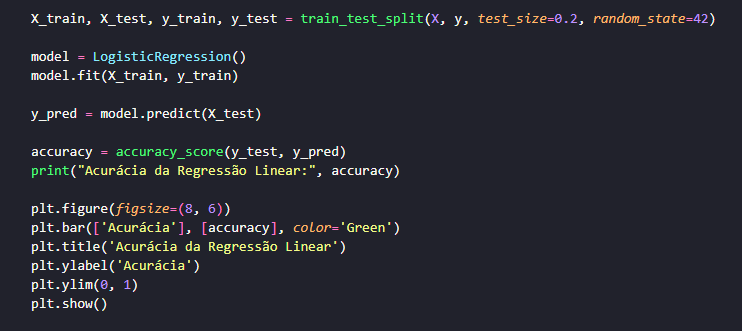 X_train, X_test, y_train, y_test = train_test_split(X, y, test_size=0.2, random_state=42)
model = LogisticRegression()
model.fit(X_train, y_train)
y_pred = model.predict(X_test)
accuracy = accuracy_score(y_test, y_pred)
print("Acurácia da Regressão Linear:", accuracy)
plt.figure(figsize=(8, 6))
plt.bar(['Acurácia'], [accuracy], color='Green')
plt.title('Acurácia da Regressão Linear')
plt.ylabel('Acurácia')
plt.ylim(0, 1)
plt.show()